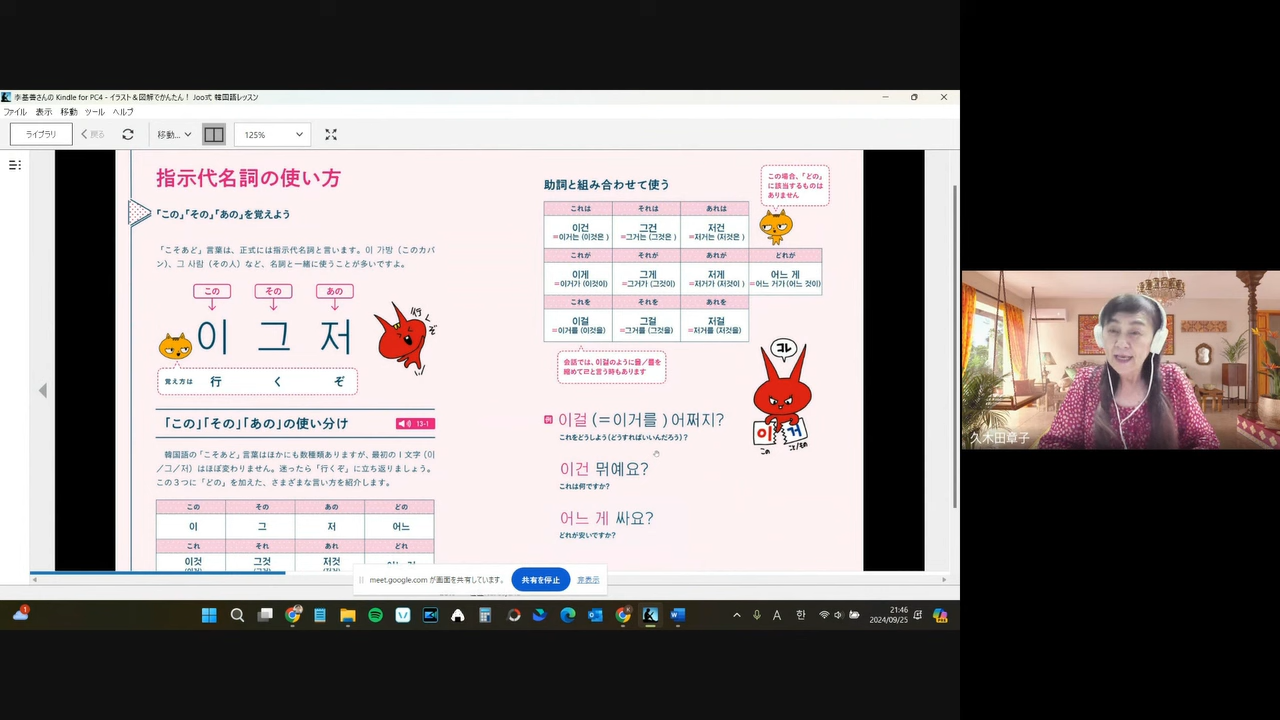 李基善さんの Kindle for PC4 - イラスト＆図解でかんたん！ Joo式 韓国語レッスン
ファイル 表示 移動 ツール ヘルプ
ライブラリ 戻る 移動... 125%
指示代名詞の使い方
「この」「その」「あの」を覚えよう
「こそあど」言葉は、正式には指示代名詞と言います。이 가방（このカバ
ン）、그 사람（その人）など、名詞と一緒に使うことが多いですよ。
この その あの
이 그 저
覚え方は 行 く ぞ
「この」「その」「あの」の使い分け 13-1
韓国語の「こそあど」言葉はほかにも数種類ありますが、最初の１文字（이
／그／저）はほぼ変わりません。迷ったら「行くぞ」に立ち返りましょう。
この３つに「どの」を加えた、さまざまな言い方を紹介します。
この その あの どの
이 그 저 어느
これ それ あれ どれ
이것 그것 저것
助詞と組み合わせて使う
この場合、「どの」
に該当するものは
ありません
これは それは あれは
이건 그건 저건
=이거는 (이것은) =그거는 (그것은) =저거는 (저것은)
これが それが あれが どれが
이게 그게 저게 어느 게
=이거가 (이것이) =그거가 (그것이) =저거가 (저것이) =어느 거가 (어느 것이)
これを それを あれを
이걸 그걸 저걸
=이거를 (이것을) =그거를 (그것을) =저거를 (저것을)
会話では、이걸のように을／를を
縮めてㄹと言う時もあります
コレ
이 거
この
例 이걸 (=이거를) 어쩌지?
これをどうしよう（どうすればいいんだろう）？
이건 뭐예요?
これは何ですか？
어느 게 싸요?
どれが安いですか？
meet.google.com が画面を共有しています。 共有を停止 非表示
1
A 한 21:46
2024/09/25
久木田章子